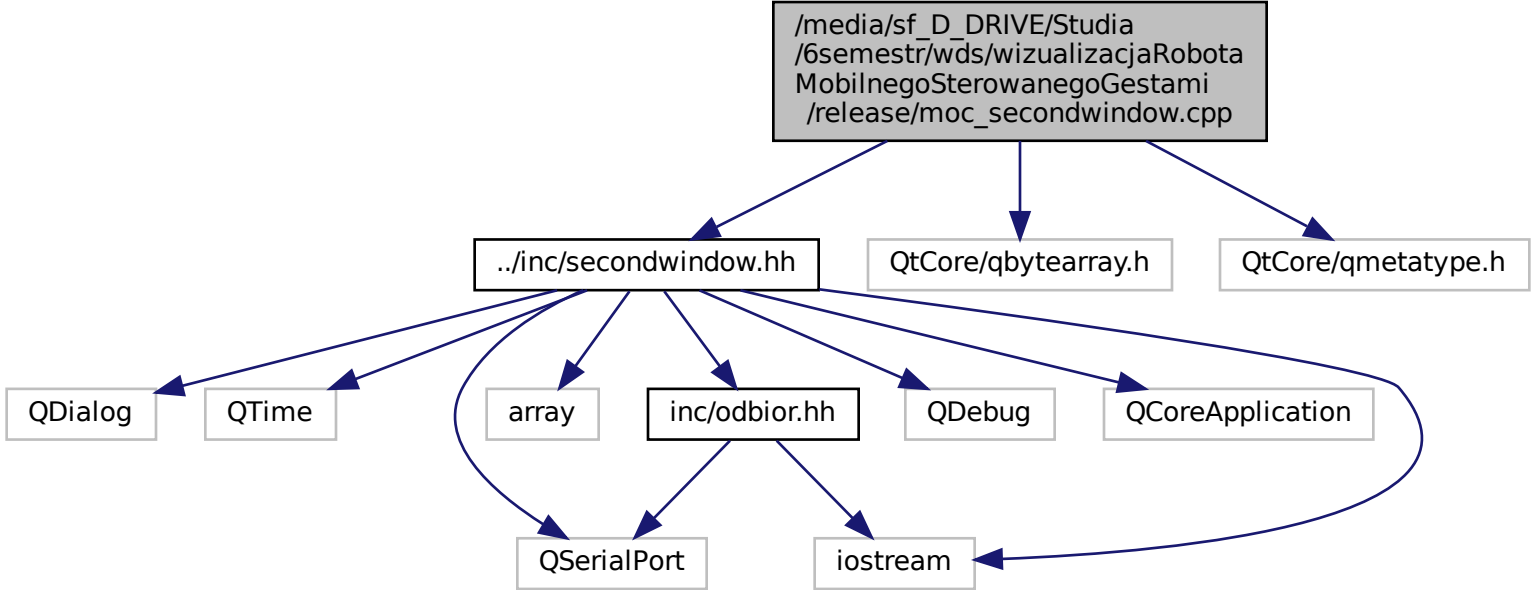 /media/sf_D_DRIVE/Studia
/6semestr/wds/wizualizacjaRobota
MobilnegoSterowanegoGestami
/release/moc_secondwindow.cpp
../inc/secondwindow.hh
QtCore/qbytearray.h
QtCore/qmetatype.h
QDialog
QTime
array
inc/odbior.hh
QDebug
QCoreApplication
QSerialPort
iostream